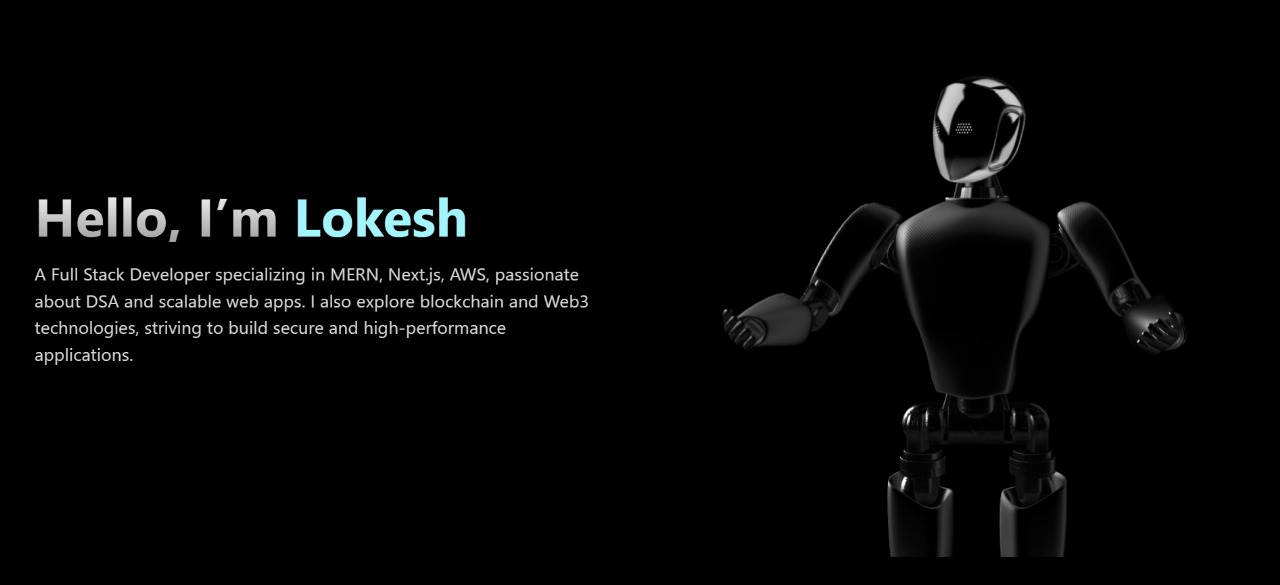 Hello, I’m Lokesh
A Full Stack Developer specializing in MERN, Next.js, AWS, passionate
about DSA and scalable web apps. I also explore blockchain and Web3
technologies, striving to build secure and high-performance
applications.